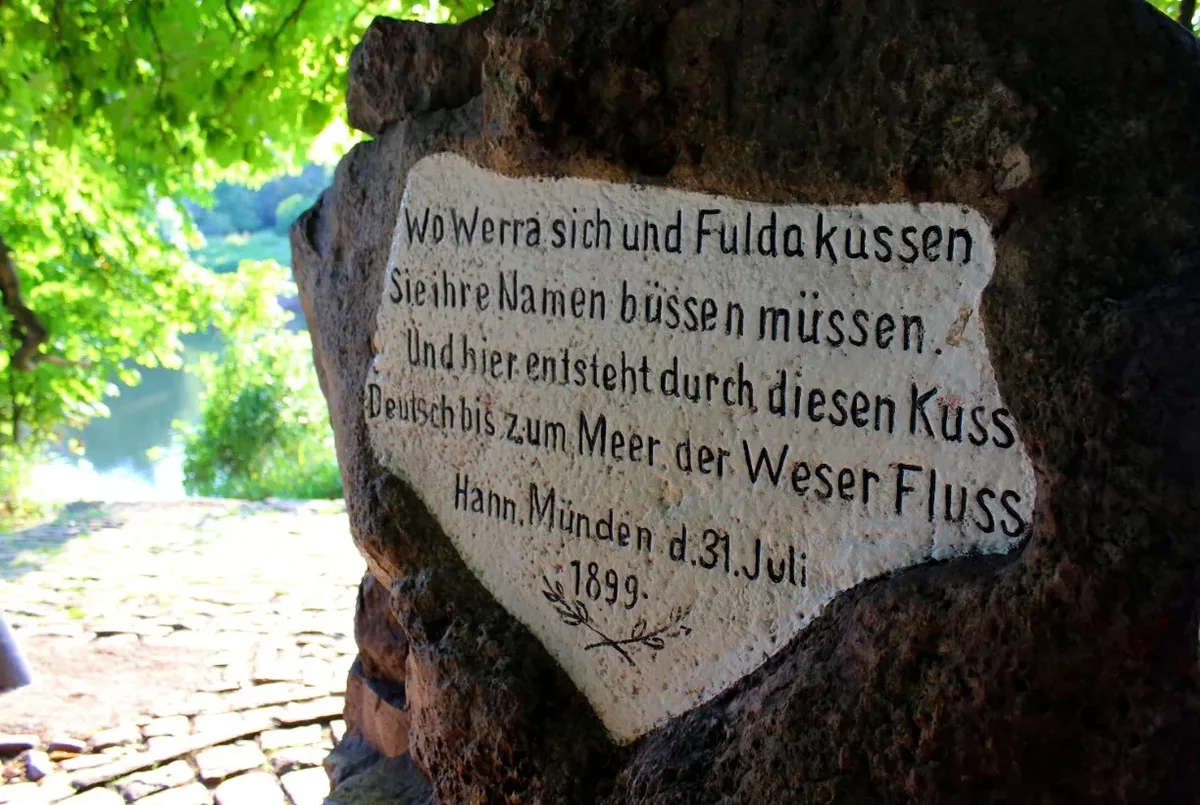 Wo Werra sich und Fulda küssen
Sie ihre Namen büssen müssen.
Und hier entsteht durch diesen Kuss
Deutsch bis zum Meer der Weser Fluss
Hann. Münden d. 31. Juli
1899.